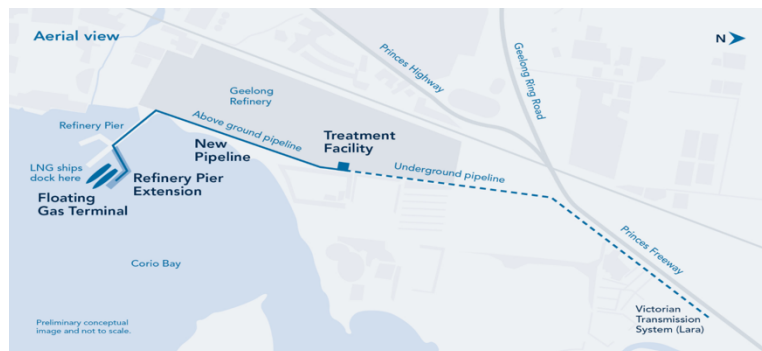 Aerial view
N
Princes Highway
Geelong Ring Road
Geelong
Refinery
Refinery Pier
Above ground pipeline
New
Pipeline
Treatment
Facility
Underground pipeline
LNG ships
dock here
Refinery Pier
Extension
Floating
Gas Terminal
Princes Freeway
Corio Bay
Victorian
Transmission
System (Lara)
Preliminary conceptual
image and not to scale.